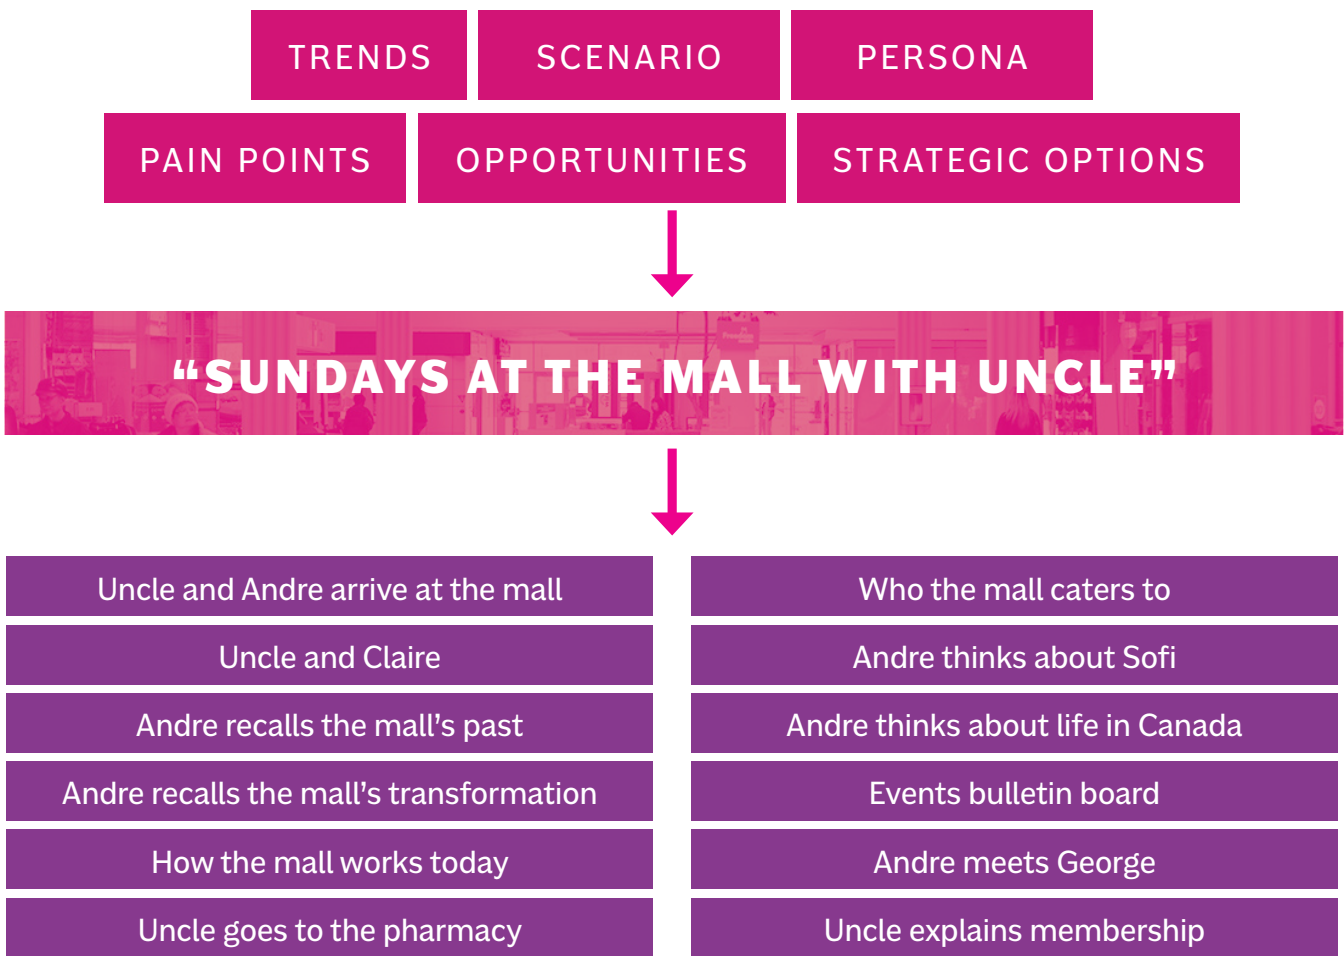 TRENDS
SCENARIO
PERSONA
PAIN POINTS
OPPORTUNITIES
STRATEGIC OPTIONS
“SUNDAYS AT THE MALL WITH UNCLE”
Uncle and Andre arrive at the mall
Uncle and Claire
Andre recalls the mall’s past
Andre recalls the mall’s transformation
How the mall works today
Uncle goes to the pharmacy
Who the mall caters to
Andre thinks about Sofi
Andre thinks about life in Canada
Events bulletin board
Andre meets George
Uncle explains membership